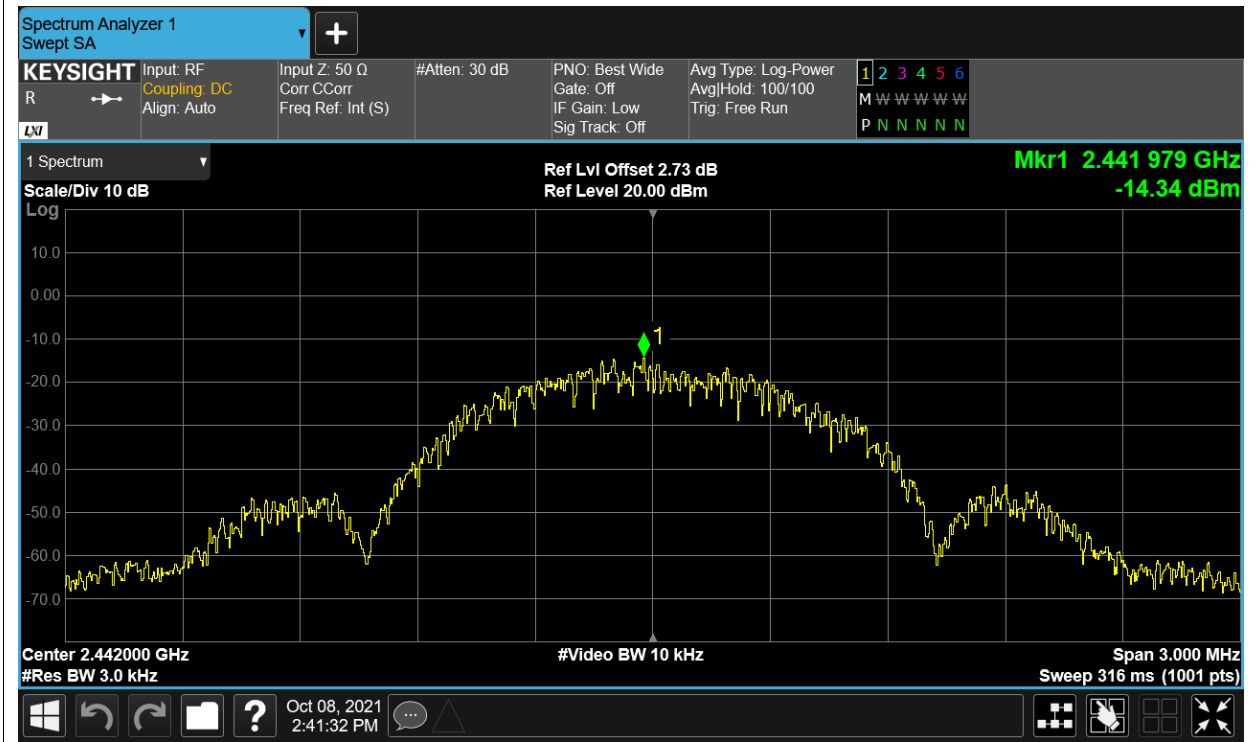 Spectrum Analyzer 1
Swept SA
+
KEYSIGHT
R
LXI
Input: RF
Coupling: DC
Align: Auto
Input Z: 50 Ω
Corr CCorr
Freq Ref: Int (S)
#Atten: 30 dB
PNO: Best Wide
Gate: Off
IF Gain: Low
Sig Track: Off
Avg Type: Log-Power
Avg|Hold: 100/100
Trig: Free Run
1 2 3 4 5 6
M W W W W W
P N N N N N
1 Spectrum
Scale/Div 10 dB
Log
Ref Lvl Offset 2.73 dB
Ref Level 20.00 dBm
Mkr1 2.441 979 GHz
-14.34 dBm
10.0
0.00
-10.0
-20.0
-30.0
-40.0
-50.0
-60.0
-70.0
1
Center 2.442000 GHz
#Res BW 3.0 kHz
#Video BW 10 kHz
Span 3.000 MHz
Sweep 316 ms (1001 pts)
?
Oct 08, 2021
2:41:32 PM